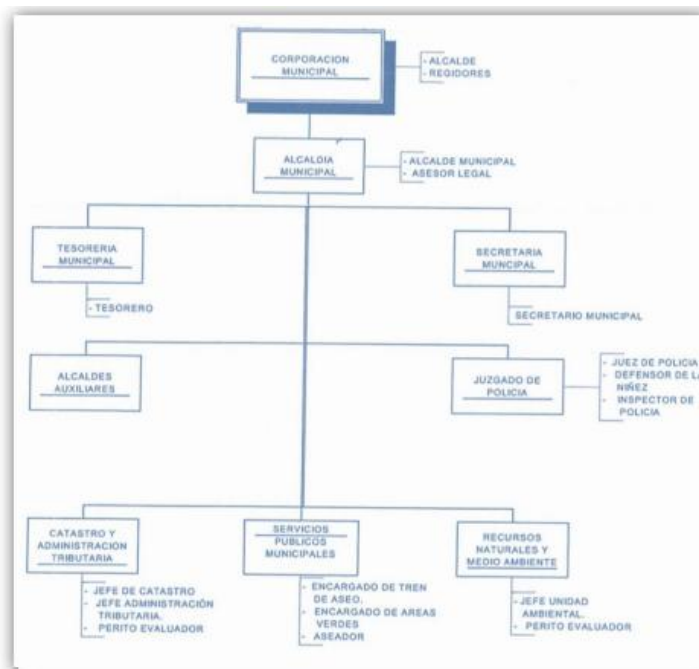 CORPORACION
MUNICIPAL
- ALCALDE
- REGIDORES
ALCALDIA
MUNICIPAL
- ALCALDE MUNICIPAL
- ASESOR LEGAL
TESORERIA
MUNICIPAL
- TESORERO
SECRETARIA
MUNCIPAL
SECRETARIO MUNICIPAL
ALCALDES
AUXILIARES
JUZGADO DE
POLICIA
- JUEZ DE POLICIA
- DEFENSOR DE LA
NIÑEZ
- INSPECTOR DE
POLICIA
CATASTRO Y
ADMINISTRACION
TRIBUTARIA
- JEFE DE CATASTRO
- JEFE ADMINISTRACIÓN
TRIBUTARIA.
- PERITO EVALUADOR
SERVICIOS
PUBLICOS
MUNICIPALES
- ENCARGADO DE TREN
DE ASEO.
- ENCARGADO DE AREAS
VERDES
- ASEADOR
RECURSOS
NATURALES Y
MEDIO AMBIENTE
- JEFE UNIDAD
AMBIENTAL.
- PERITO EVALUADOR